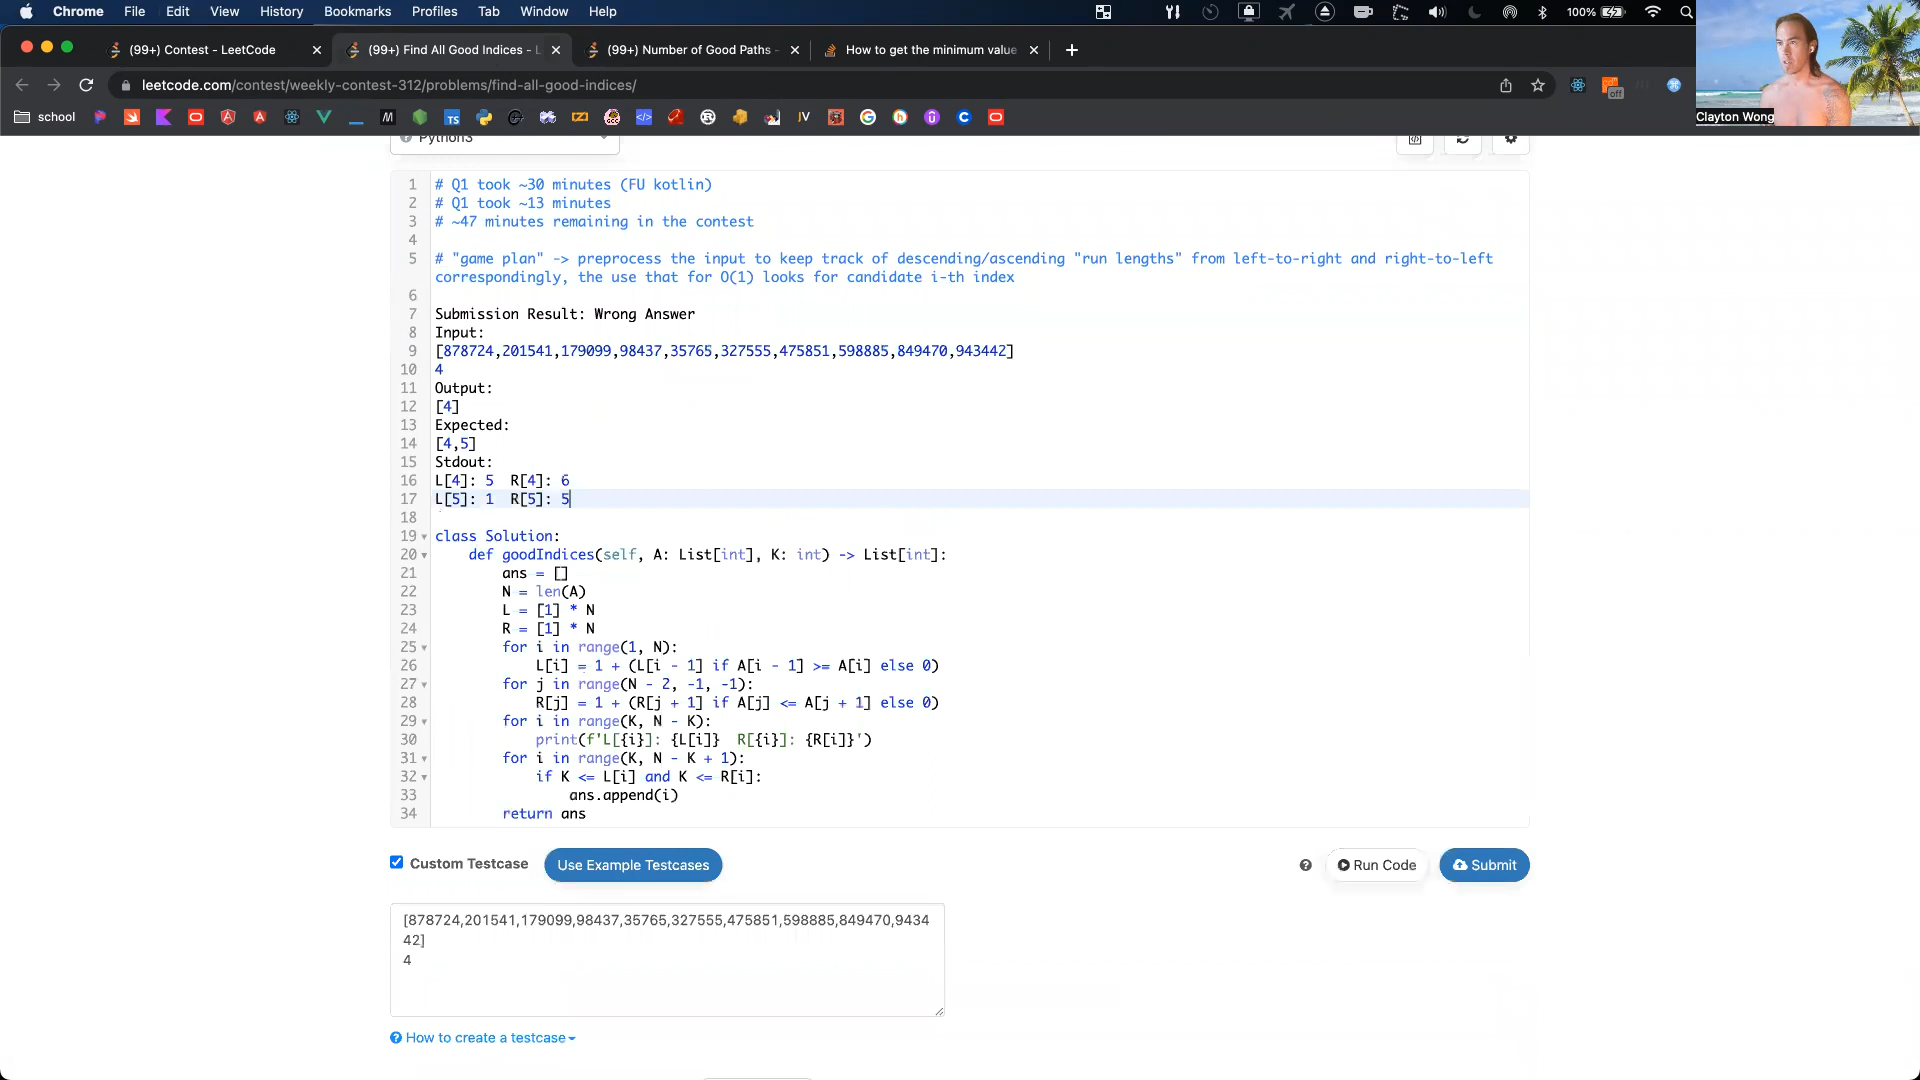 Chrome File Edit View History Bookmarks Profiles Tab Window Help 100%
(99+) Contest - LeetCode (99+) Find All Good Indices - L (99+) Number of Good Paths - How to get the minimum value
leetcode.com/contest/weekly-contest-312/problems/find-all-good-indices/
off
school
M TS </> JV G C
Clayton Wong
Python3
1 # Q1 took ~30 minutes (FU kotlin)
2 # Q1 took ~13 minutes
3 # ~47 minutes remaining in the contest
4
5 # "game plan" -> preprocess the input to keep track of descending/ascending "run lengths" from left-to-right and right-to-left
correspondingly, the use that for O(1) looks for candidate i-th index
6
7 Submission Result: Wrong Answer
8 Input:
9 [878724,201541,179099,98437,35765,327555,475851,598885,849470,943442]
10 4
11 Output:
12 [4]
13 Expected:
14 [4,5]
15 Stdout:
16 L[4]: 5  R[4]: 6
17 L[5]: 1  R[5]: 5
18
19 class Solution:
20 def goodIndices(self, A: List[int], K: int) -> List[int]:
21 ans = []
22 N = len(A)
23 L = [1] * N
24 R = [1] * N
25 for i in range(1, N):
26 L[i] = 1 + (L[i - 1] if A[i - 1] >= A[i] else 0)
27 for j in range(N - 2, -1, -1):
28 R[j] = 1 + (R[j + 1] if A[j] <= A[j + 1] else 0)
29 for i in range(K, N - K):
30 print(f'L[{i}]: {L[i]}  R[{i}]: {R[i]}')
31 for i in range(K, N - K + 1):
32 if K <= L[i] and K <= R[i]:
33 ans.append(i)
34 return ans
Custom Testcase Use Example Testcases Run Code Submit
[878724,201541,179099,98437,35765,327555,475851,598885,849470,9434
42]
4
How to create a testcase